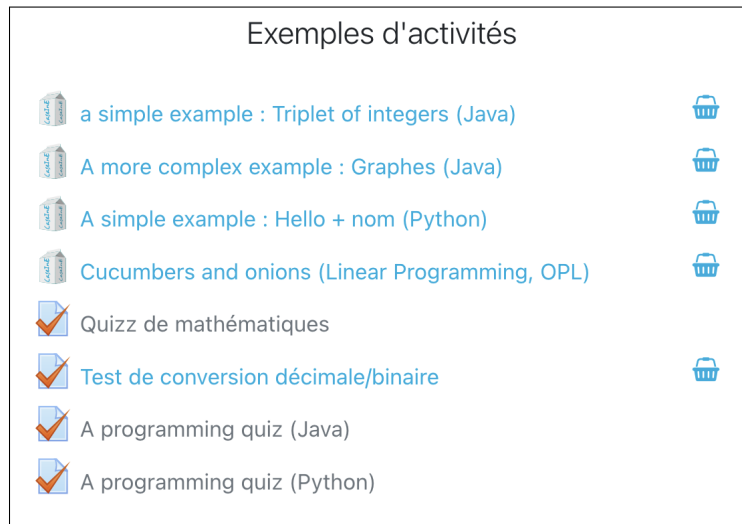 Exemples d'activités
a simple example : Triplet of integers (Java)
A more complex example : Graphes (Java)
A simple example : Hello + nom (Python)
Cucumbers and onions (Linear Programming, OPL)
Quizz de mathématiques
Test de conversion décimale/binaire
A programming quiz (Java)
A programming quiz (Python)